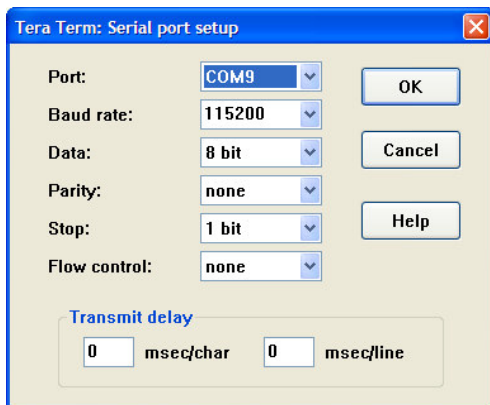 Tera Term: Serial port setup
Port: COM9
OK
Baud rate: 115200
Data: 8 bit
Cancel
Parity: none
Stop: 1 bit
Help
Flow control: none
Transmit delay
0 msec/char 0 msec/line